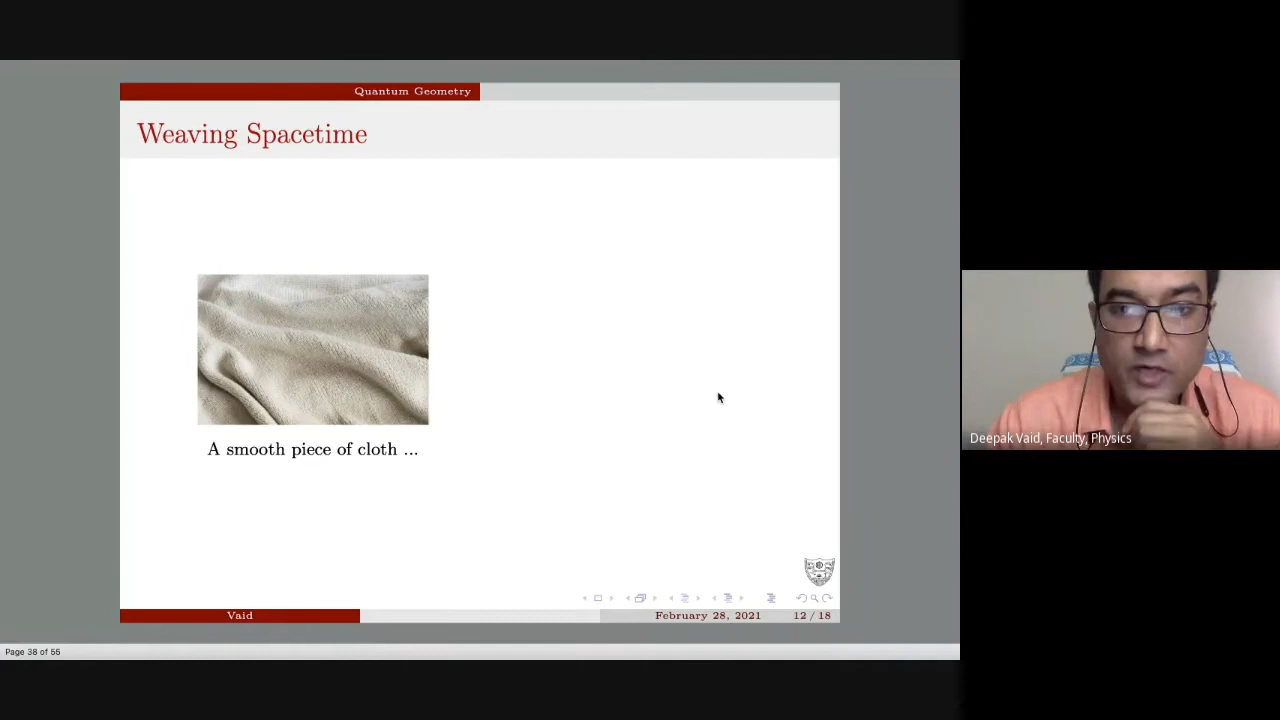 Quantum Geometry
Weaving Spacetime
A smooth piece of cloth ...
Vaid
February 28, 2021
12 / 18
Page 38 of 55
Deepak Vaid, Faculty, Physics